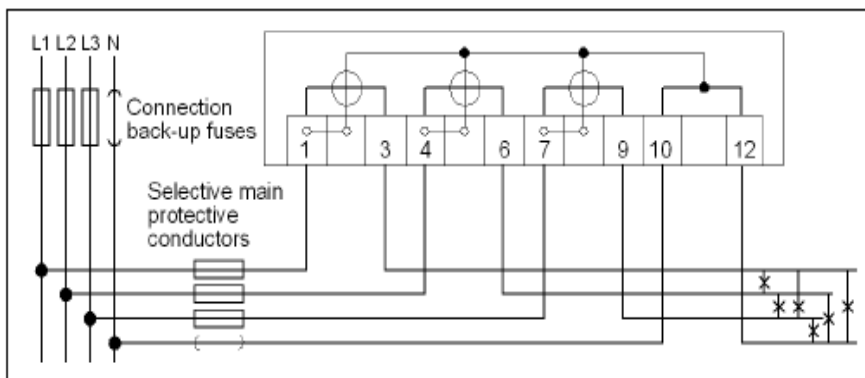 L1 L2 L3 N
Connection
back-up fuses
1 3 4 6 7 9 10 12
Selective main
protective
conductors